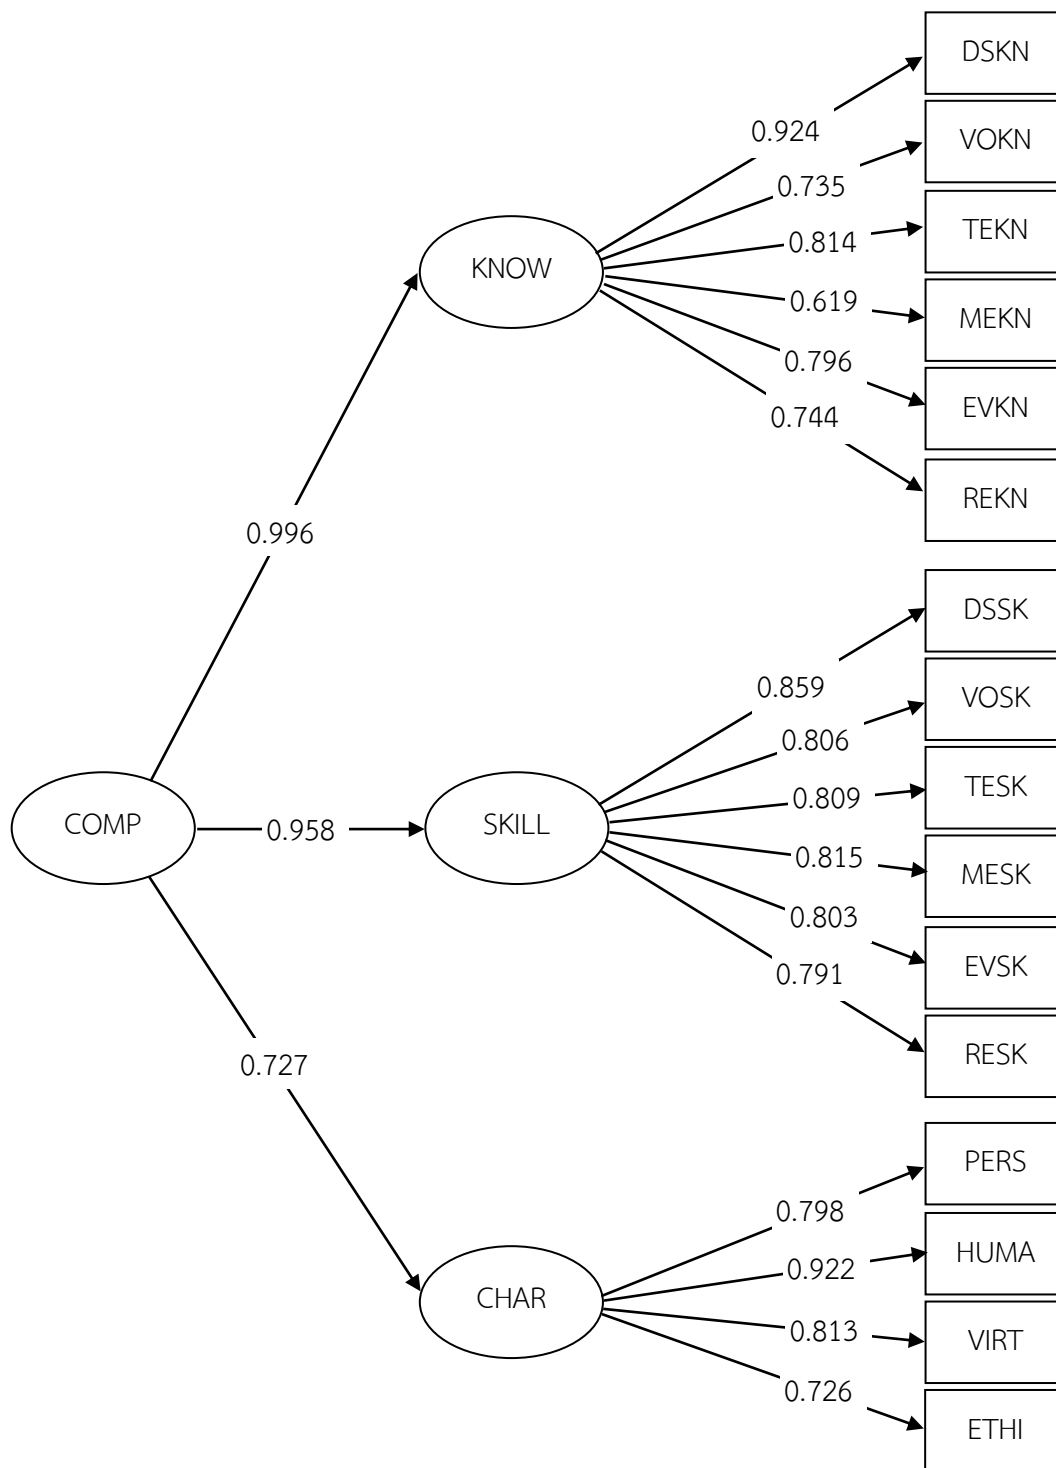 DSKN
0.924
VOKN
0.735
TEKN
0.814
KNOW
MEKN
0.619
EVKN
0.796
REKN
0.744
0.996
DSSK
0.859
VOSK
0.806
TESK
0.809
COMP
0.958
SKILL
MESK
0.815
EVSK
0.803
RESK
0.791
0.727
PERS
0.798
HUMA
0.922
CHAR
VIRT
0.813
ETHI
0.726